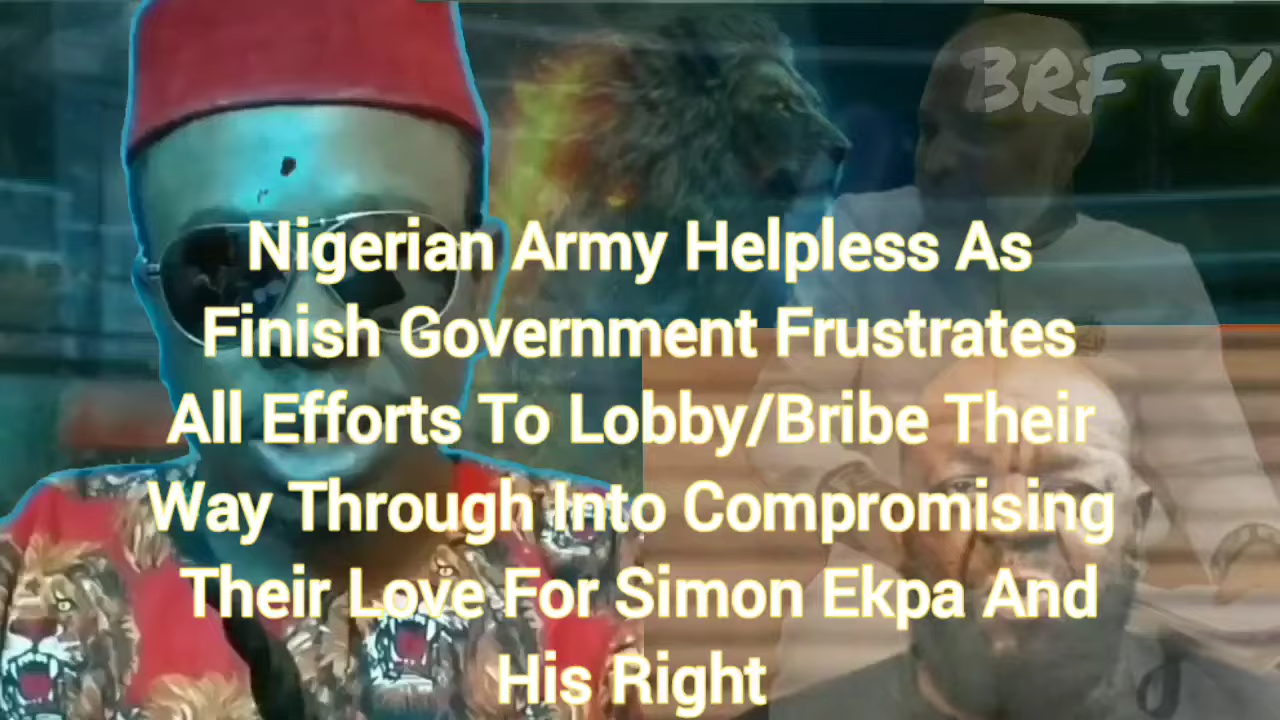 BRF TV
Nigerian Army Helpless As
Finish Government Frustrates
All Efforts To Lobby/Bribe Their
Way Through Into Compromising
Their Love For Simon Ekpa And
His Right